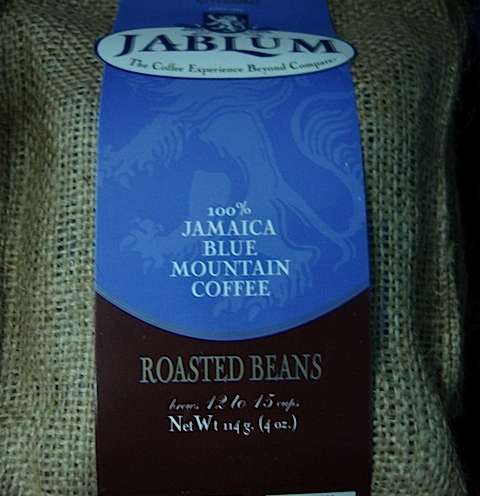 JABLUM
The Coffee Experience Beyond Compare
100%
JAMAICA
BLUE
MOUNTAIN
COFFEE
ROASTED BEANS
brews 12 to 15 cups
Net Wt 114 g. (4 oz.)